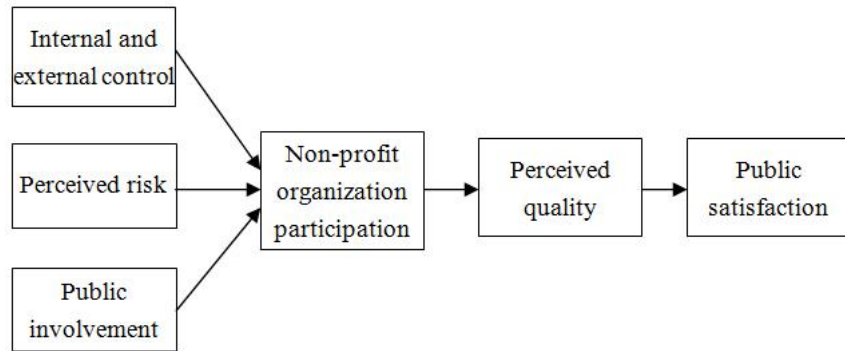 Internal and
external control
Perceived risk
Public
involvement
Non-profit
organization
participation
Perceived
quality
Public
satisfaction